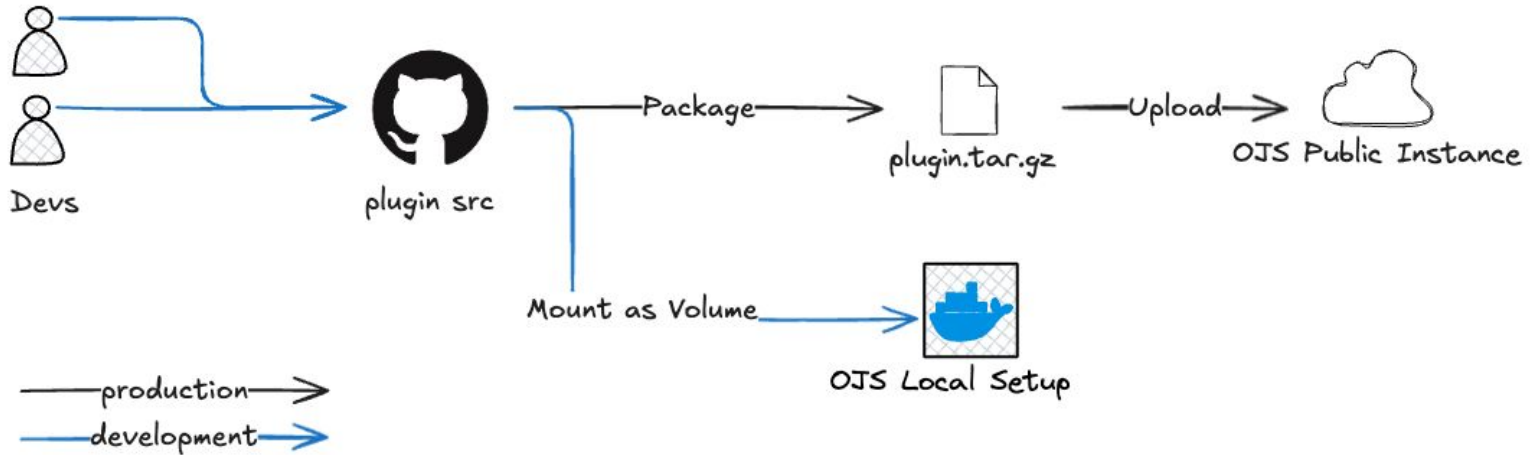 Package
Upload
plugin.tar.gz
OJS Public Instance
Devs
plugin src
Mount as Volume
OJS Local Setup
production
development